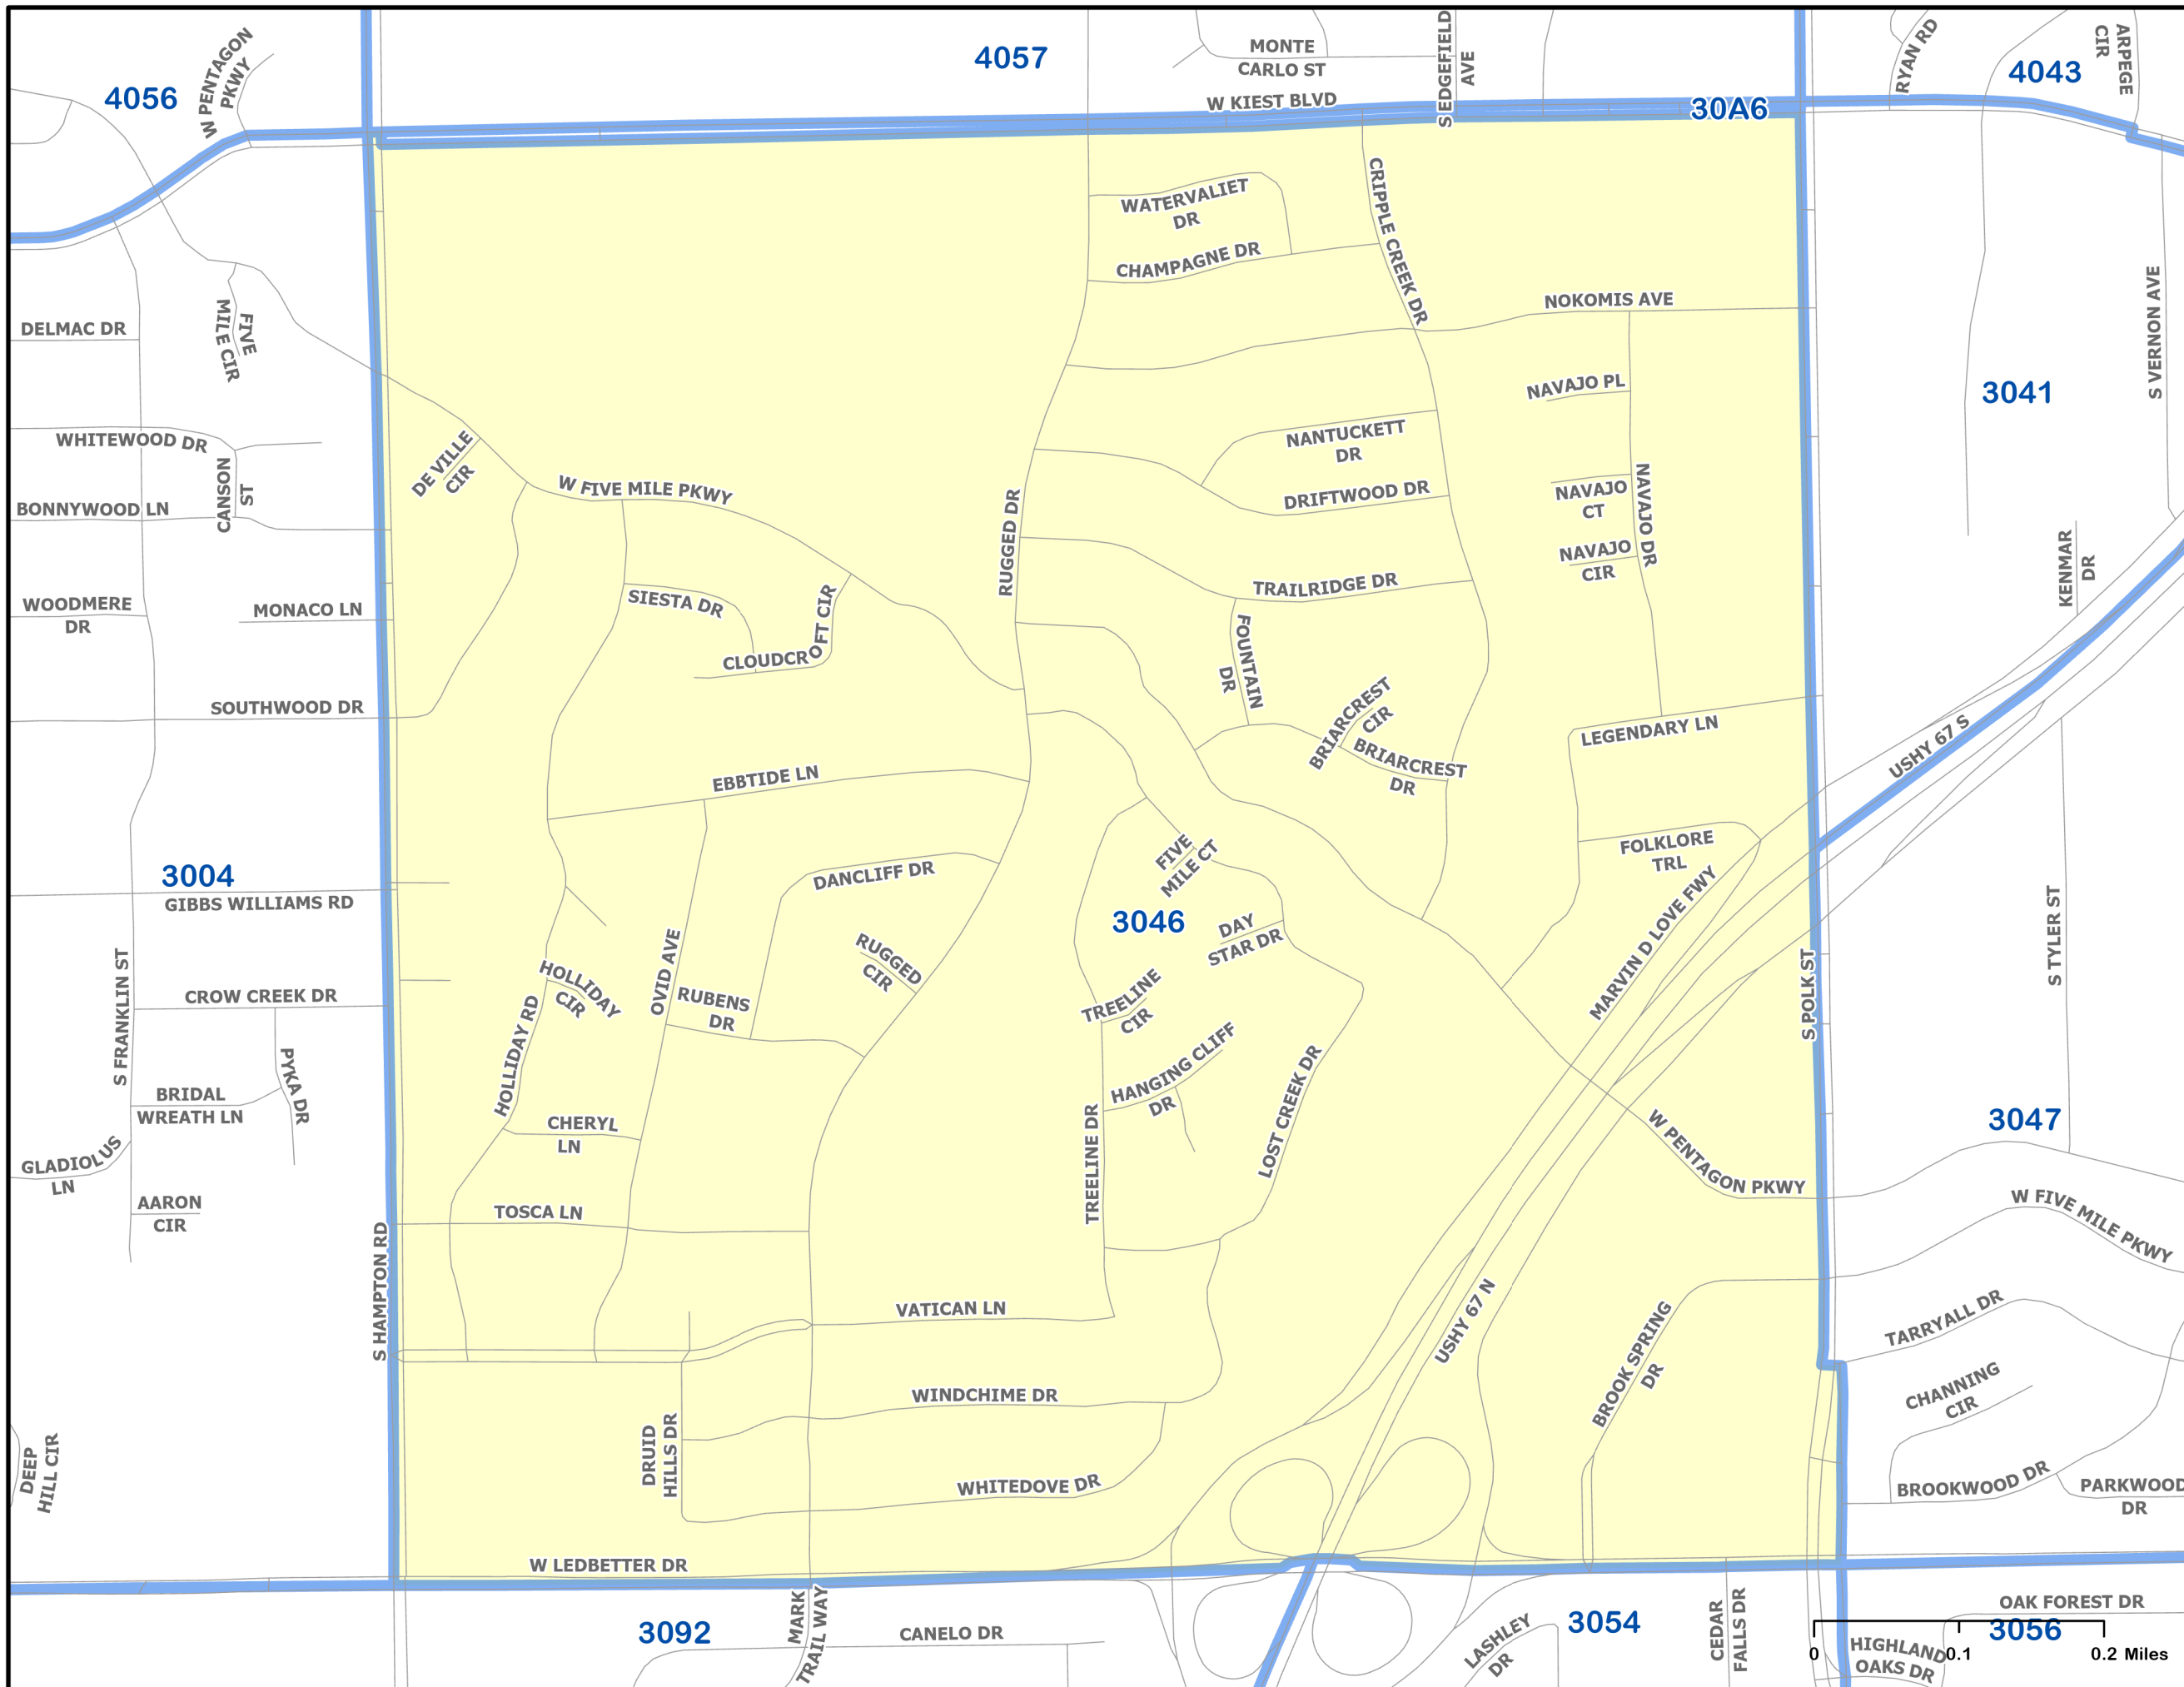 4056
W PENTAGON
PKWY
4057
MONTE
CARLO ST
S EDGEFIELD
AVE
W KIEST BLVD
30A6
RYAN RD
4043
ARPEGE
CIR
WATERVALIET
DR
CHAMPAGNE DR
CRIPPLE CREEK DR
NOKOMIS AVE
S VERNON AVE
DELMAC DR
FIVE
MILE CIR
NAVAJO PL
3041
WHITEWOOD DR
CANSON
ST
BONNYWOOD LN
DE VILLE
CIR
W FIVE MILE PKWY
RUGGED DR
NANTUCKETT
DR
DRIFTWOOD DR
NAVAJO
CT
NAVAJO DR
NAVAJO
CIR
KENMAR
DR
WOODMERE
DR
MONACO LN
SIESTA DR
CLOUDCROFT CIR
TRAILRIDGE DR
FOUNTAIN
DR
SOUTHWOOD DR
BRIARCREST
CIR
BRIARCREST
DR
LEGENDARY LN
USHY 67 S
EBBTIDE LN
FIVE
MILE CT
FOLKLORE
TRL
3004
GIBBS WILLIAMS RD
DANCLIFF DR
3046
DAY
STAR DR
MARVIN D LOVE FWY
S POLK ST
S TYLER ST
S FRANKLIN ST
CROW CREEK DR
HOLLIDAY
CIR
OVID AVE
RUBENS
DR
RUGGED
CIR
TREELINE
CIR
HOLLIDAY RD
HANGING CLIFF
DR
LOST CREEK DR
PYKA DR
BRIDAL
WREATH LN
CHERYL
LN
TREELINE DR
W PENTAGON PKWY
3047
GLADIOLUS
LN
AARON
CIR
TOSCA LN
W FIVE MILE PKWY
S HAMPTON RD
VATICAN LN
USHY 67 N
BROOK SPRING
DR
TARRYALL DR
CHANNING
CIR
WINDCHIME DR
DRUID
HILLS DR
DEEP
HILL CIR
WHITEDOVE DR
BROOKWOOD DR
PARKWOOD
DR
W LEDBETTER DR
3092
MARK
TRAIL WAY
CANELO DR
LASHLEY
DR
3054
CEDAR
FALLS DR
OAK FOREST DR
3056
HIGHLAND
OAKS DR
0 0.1 0.2 Miles